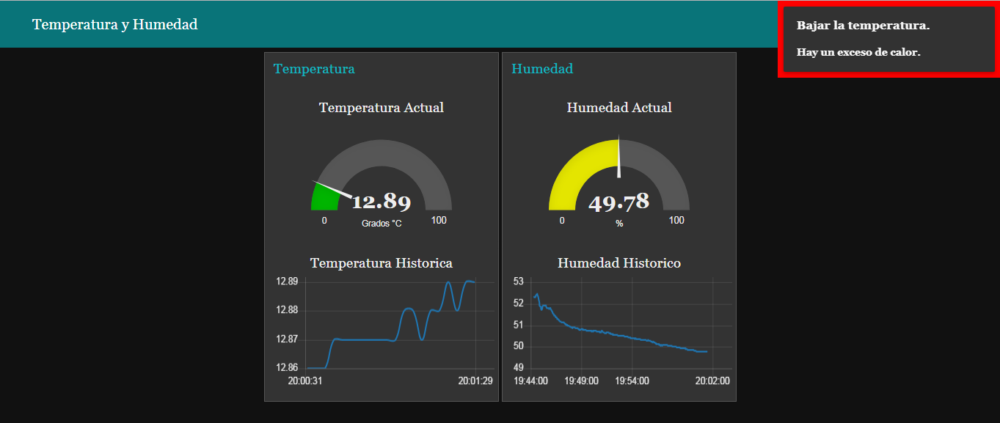 Temperatura y Humedad
Bajar la temperatura.
Hay un exceso de calor.
Temperatura
Temperatura Actual
12.89
0
Grados °C
100
Temperatura Historica
12.89
12.88
12.87
12.86
20:00:31
20:01:29
Humedad
Humedad Actual
49.78
0
%
100
Humedad Historico
53
52
51
50
49
19:44:00
19:49:00
19:54:00
20:02:00